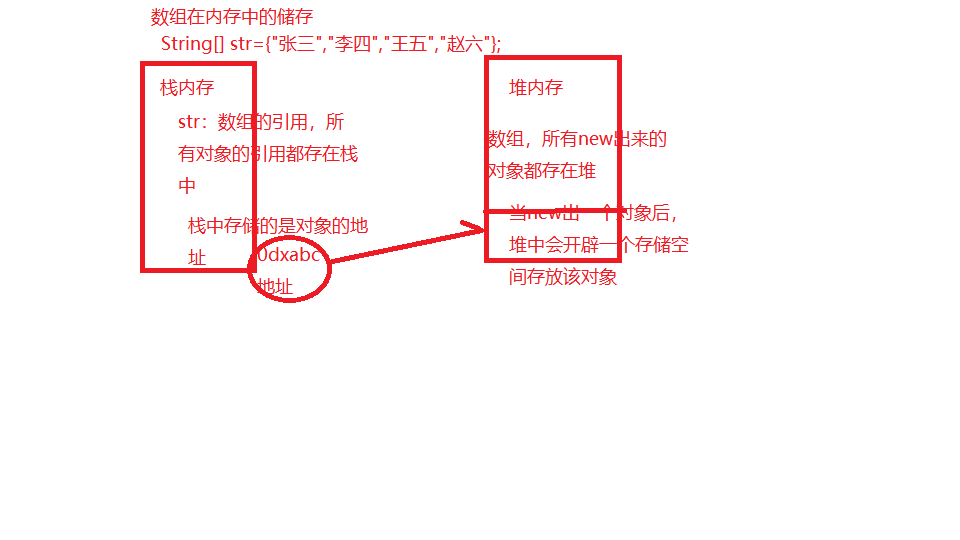 数组在内存中的储存
String[] str={"张三","李四","王五","赵六"};
栈内存
str：数组的引用，所
有对象的引用都存在栈
中
栈中存储的是对象的地
址
0dxabc
地址
堆内存
数组，所有new出来的
对象都存在堆
当new出一个对象后，
堆中会开辟一个存储空
间存放该对象